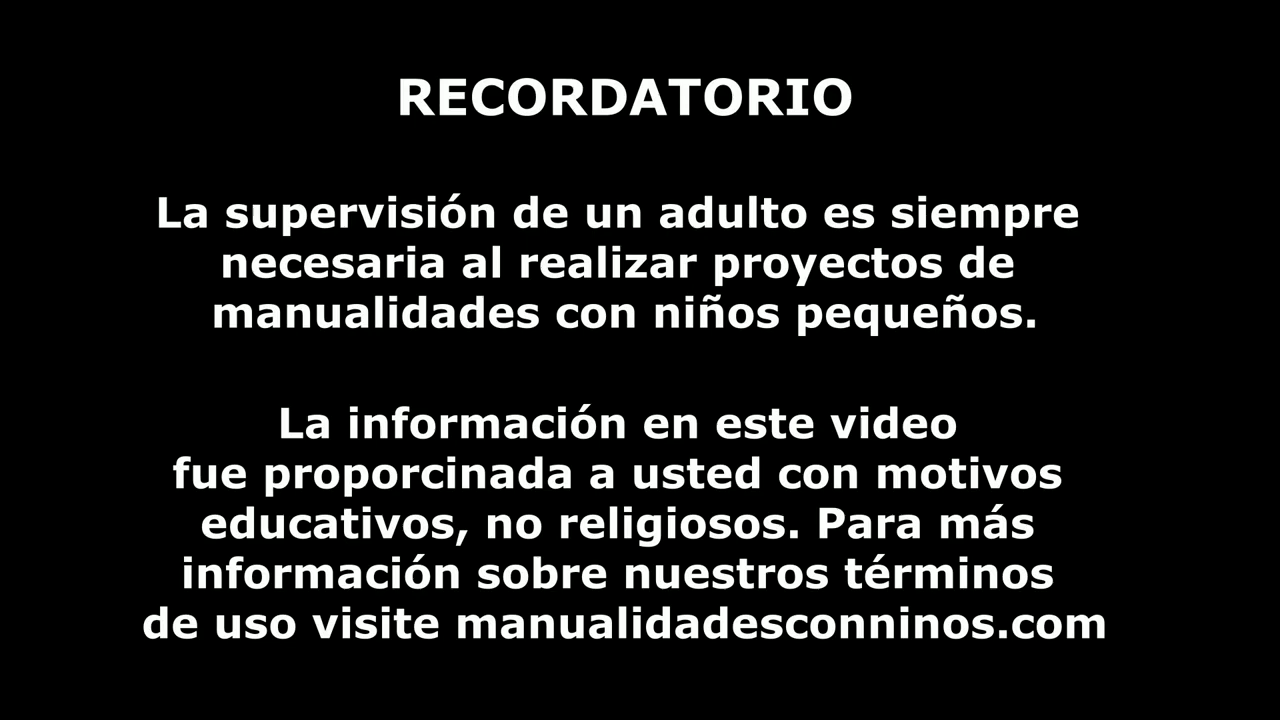 RECORDATORIO
La supervisión de un adulto es siempre
necesaria al realizar proyectos de
manualidades con niños pequeños.
La información en este video
fue proporcinada a usted con motivos
educativos, no religiosos. Para más
información sobre nuestros términos
de uso visite manualidadesconninos.com